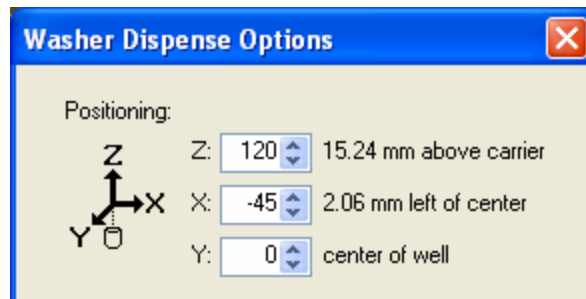 Washer Dispense Options
Positioning:
Z
X
Y
Z: 120 15.24 mm above carrier
X: -45 2.06 mm left of center
Y: 0 center of well